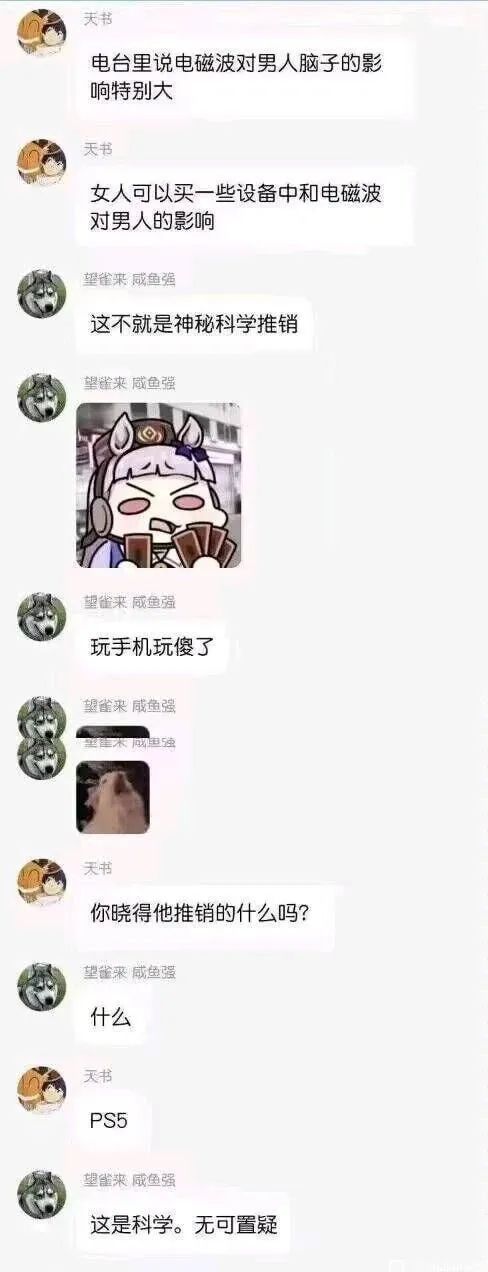 天书
电台里说电磁波对男人脑子的影
响特别大
天书
女人可以买一些设备中和电磁波
对男人的影响
望雀来 咸鱼强
这不就是神秘科学推销
望雀来 咸鱼强
望雀来 咸鱼强
玩手机玩傻了
望雀来 咸鱼强
望雀来 咸鱼强
天书
你晓得他推销的什么吗?
望雀来 咸鱼强
什么
天书
PS5
望雀来 咸鱼强
这是科学。无可置疑